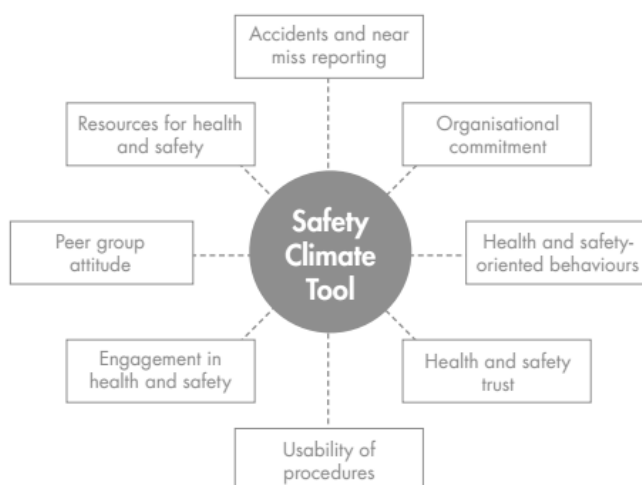 Accidents and near
miss reporting
Resources for health
and safety
Organisational
commitment
Peer group
attitude
Safety
Climate
Tool
Health and safety-
oriented behaviours
Engagement in
health and safety
Health and safety
trust
Usability of
procedures